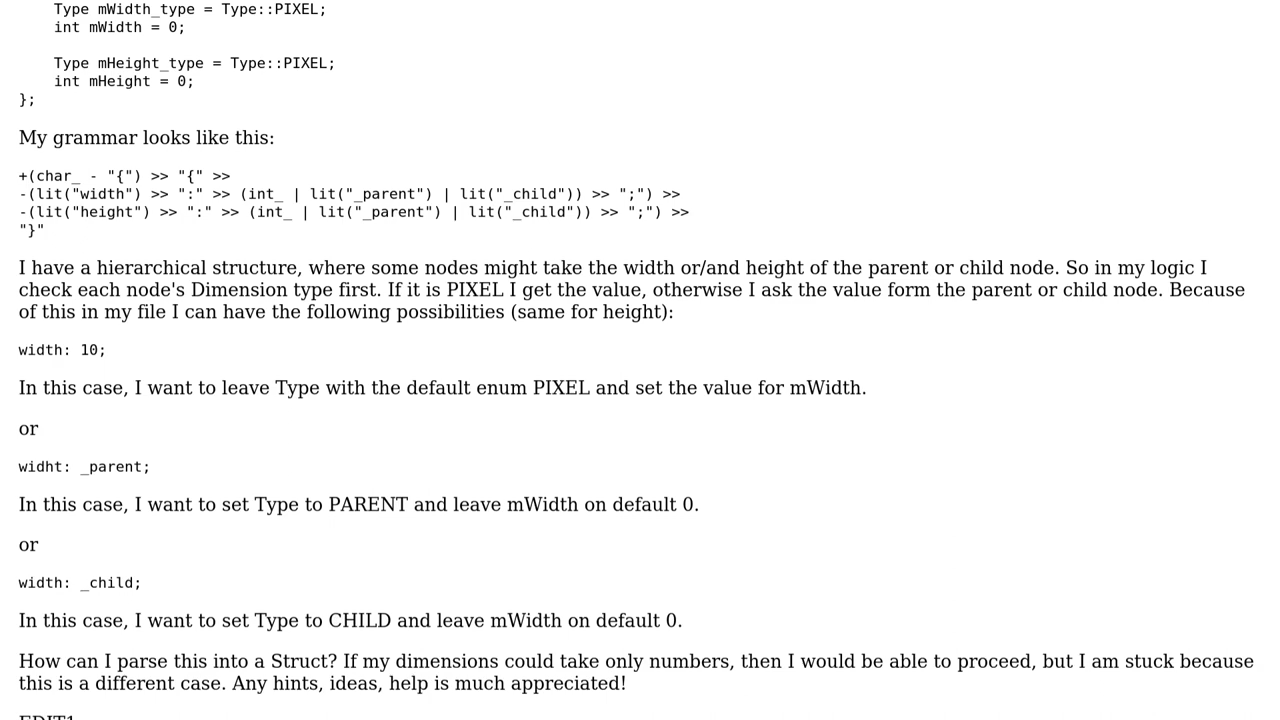 Type mWidth_type = Type::PIXEL;
int mWidth = 0;
Type mHeight_type = Type::PIXEL;
int mHeight = 0;
};
My grammar looks like this:
+(char_ - "{") >> "{" >>
-(lit("width") >> ":" >> (int_ | lit("_parent") | lit("_child")) >> ";") >>
-(lit("height") >> ":" >> (int_ | lit("_parent") | lit("_child")) >> ";") >>
"}"
I have a hierarchical structure, where some nodes might take the width or/and height of the parent or child node. So in my logic I
check each node's Dimension type first. If it is PIXEL I get the value, otherwise I ask the value form the parent or child node. Because
of this in my file I can have the following possibilities (same for height):
width: 10;
In this case, I want to leave Type with the default enum PIXEL and set the value for mWidth.
or
widht: _parent;
In this case, I want to set Type to PARENT and leave mWidth on default 0.
or
width: _child;
In this case, I want to set Type to CHILD and leave mWidth on default 0.
How can I parse this into a Struct? If my dimensions could take only numbers, then I would be able to proceed, but I am stuck because
this is a different case. Any hints, ideas, help is much appreciated!
EDIT1